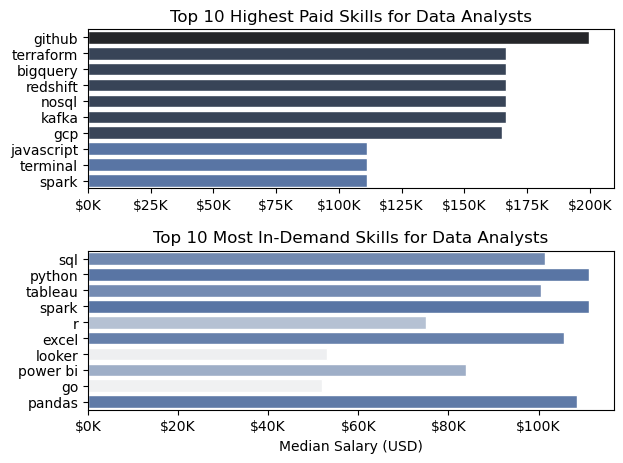 Top 10 Highest Paid Skills for Data Analysts
github
terraform
bigquery
redshift
nosql
kafka
gcp
javascript
terminal
spark
$0K $25K $50K $75K $100K $125K $150K $175K $200K
Top 10 Most In-Demand Skills for Data Analysts
sql
python
tableau
spark
r
excel
looker
power bi
go
pandas
$0K $20K $40K $60K $80K $100K
Median Salary (USD)